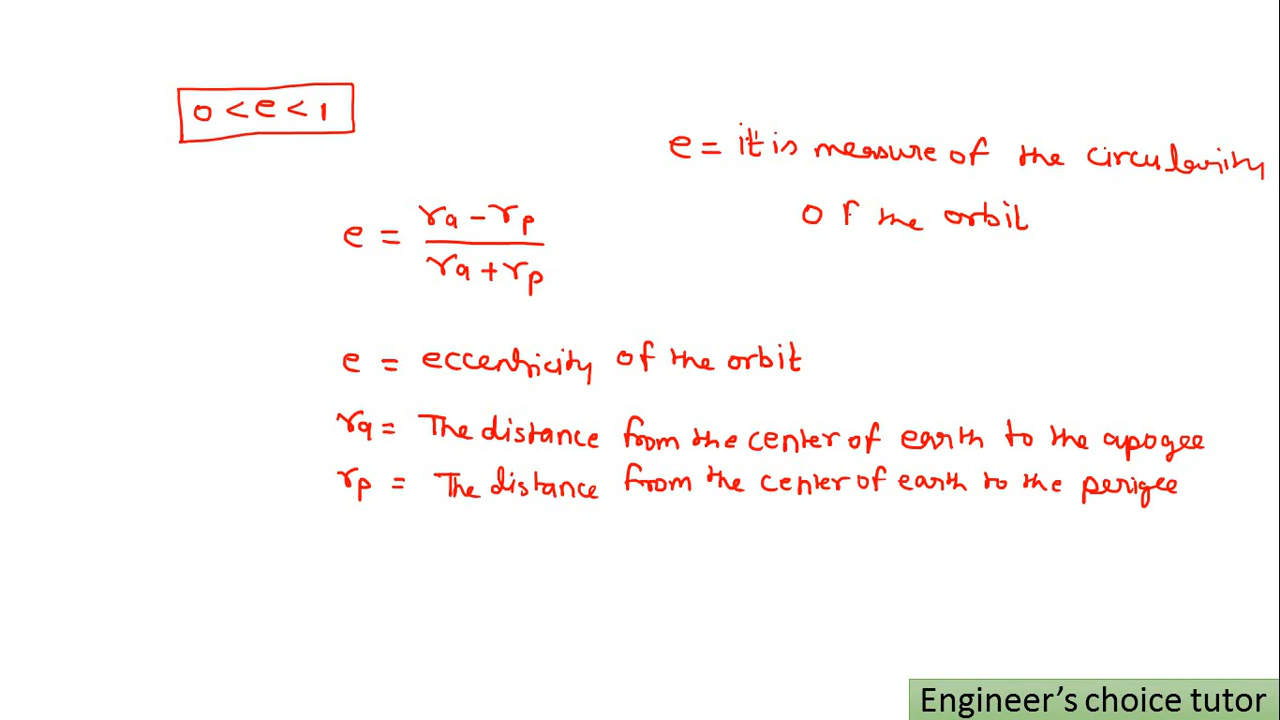 0 < e < 1
e = it is measure of the circularity
of the orbit
e = ra - rp / ra + rp
e = eccentricity of the orbit
ra = The distance from the center of earth to the apogee
rp = The distance from the center of earth to the perigee
Engineer's choice tutor